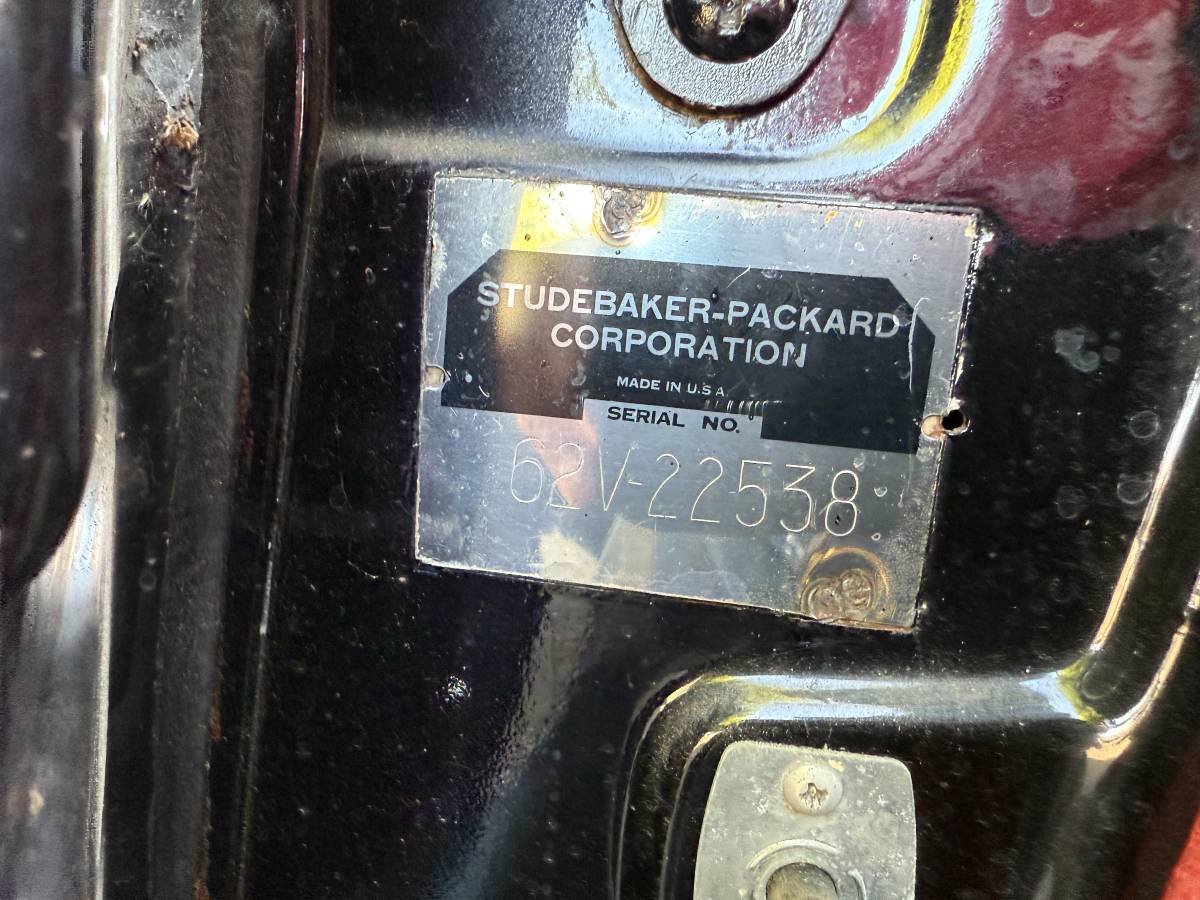 STUDEBAKER-PACKARD
CORPORATION
MADE IN U.S.A.
SERIAL NO.
62V-22538